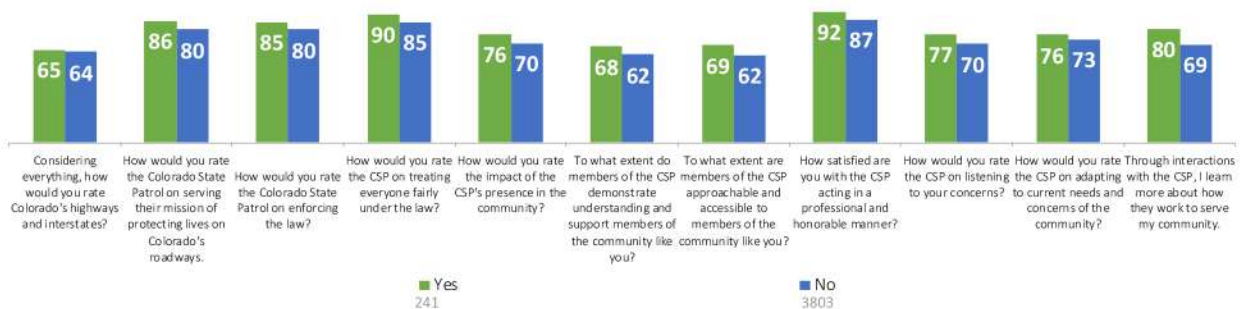 65 64
86 80
85 80
90 85
76 70
68 62
69 62
92 87
77 70
76 73
80 69
Considering
everything, how
would you rate
Colorado's highways
and interstates?
How would you rate
the Colorado State
Patrol on serving
their mission of
protecting lives on
Colorado's
roadways.
How would you rate
the Colorado State
Patrol on enforcing
the law?
How would you rate
the CSP on treating
everyone fairly
under the law?
How would you rate
the impact of the
CSP's presence in the
community?
To what extent do
members of the CSP
demonstrate
understanding and
support members of
the community like
you?
To what extent are
members of the CSP
approachable and
accessible to
members of the
community like you?
How satisfied are
you with the CSP
acting in a
professional and
honorable manner?
How would you rate
the CSP on listening
to your concerns?
How would you rate
the CSP on adapting
to current needs and
concerns of the
community?
Through interactions
with the CSP, I learn
more about how
they work to serve
my community.
Yes
241
No
3803